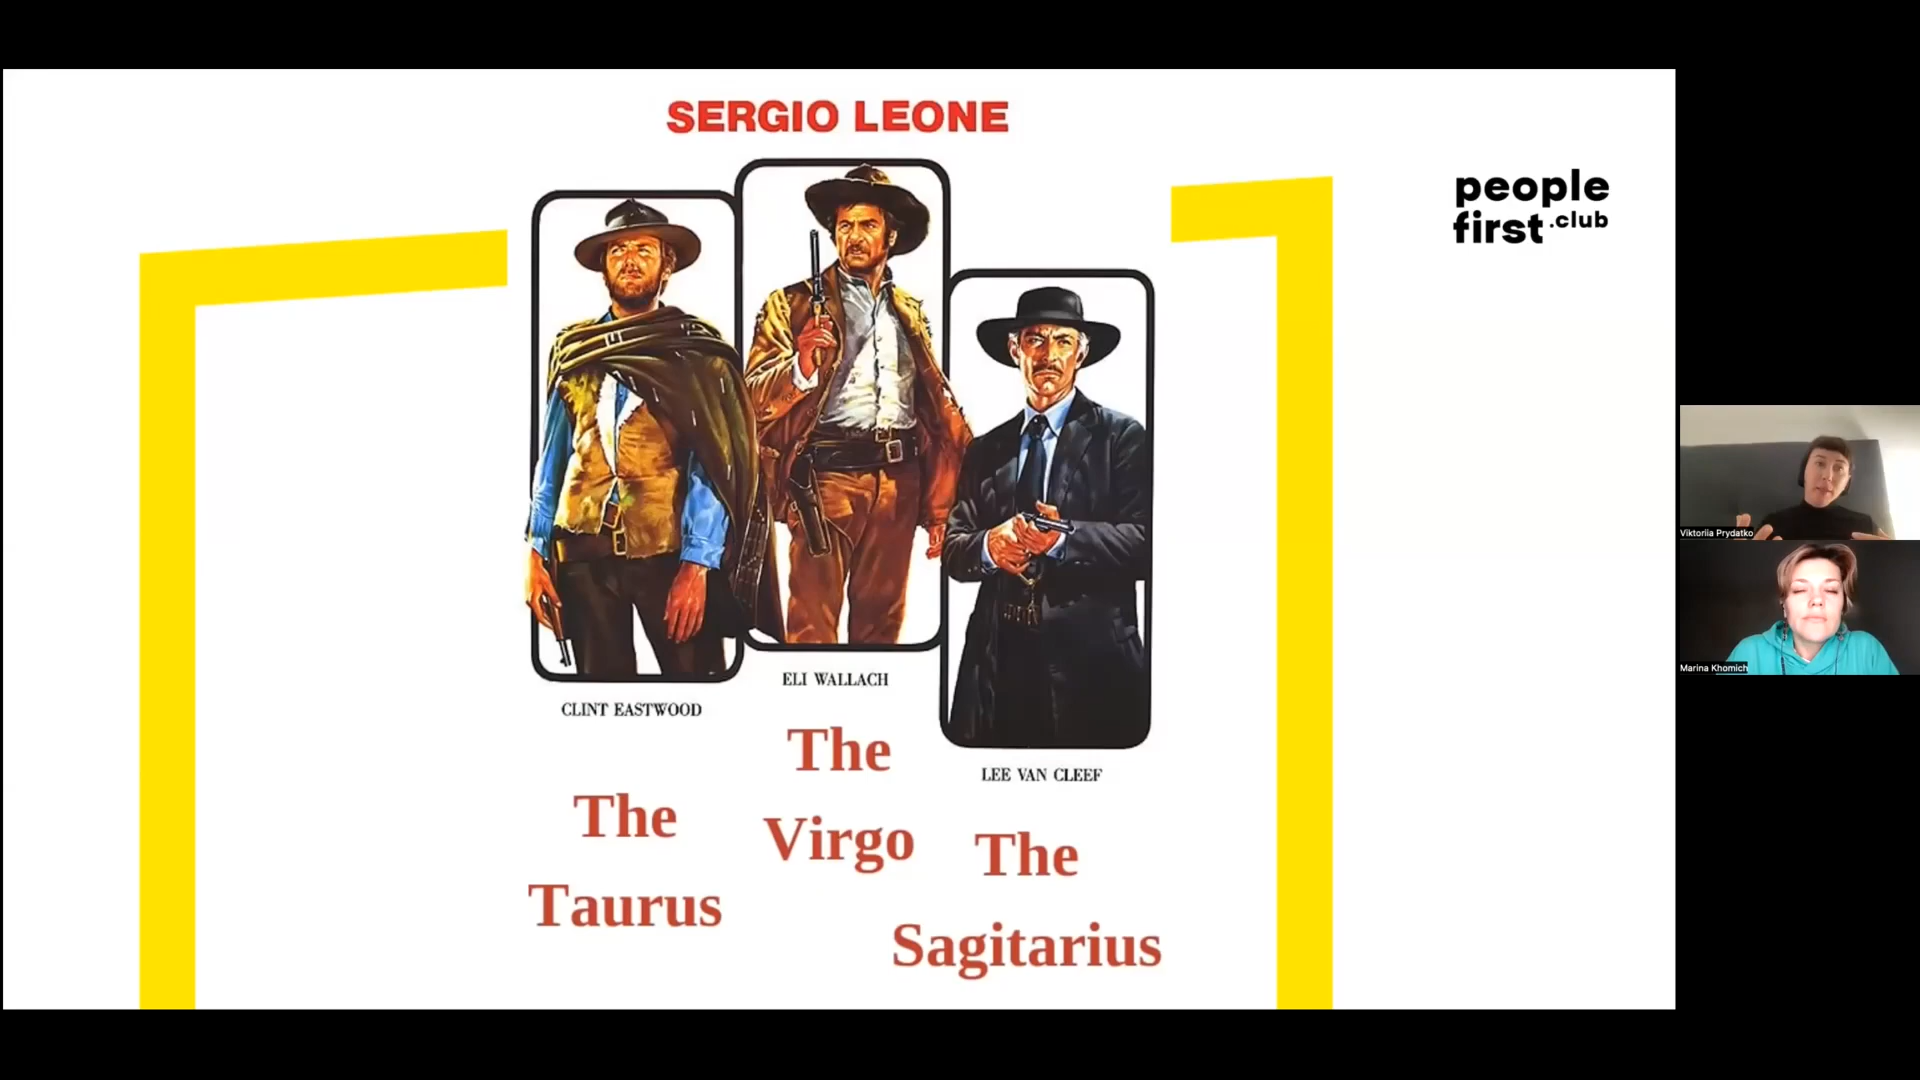 SERGIO LEONE
people
first.club
ELI WALLACH
CLINT EASTWOOD
LEE VAN CLEEF
The
Taurus
The
Virgo
The
Sagitarius
Viktoriia Prydatko
Marina Khomich